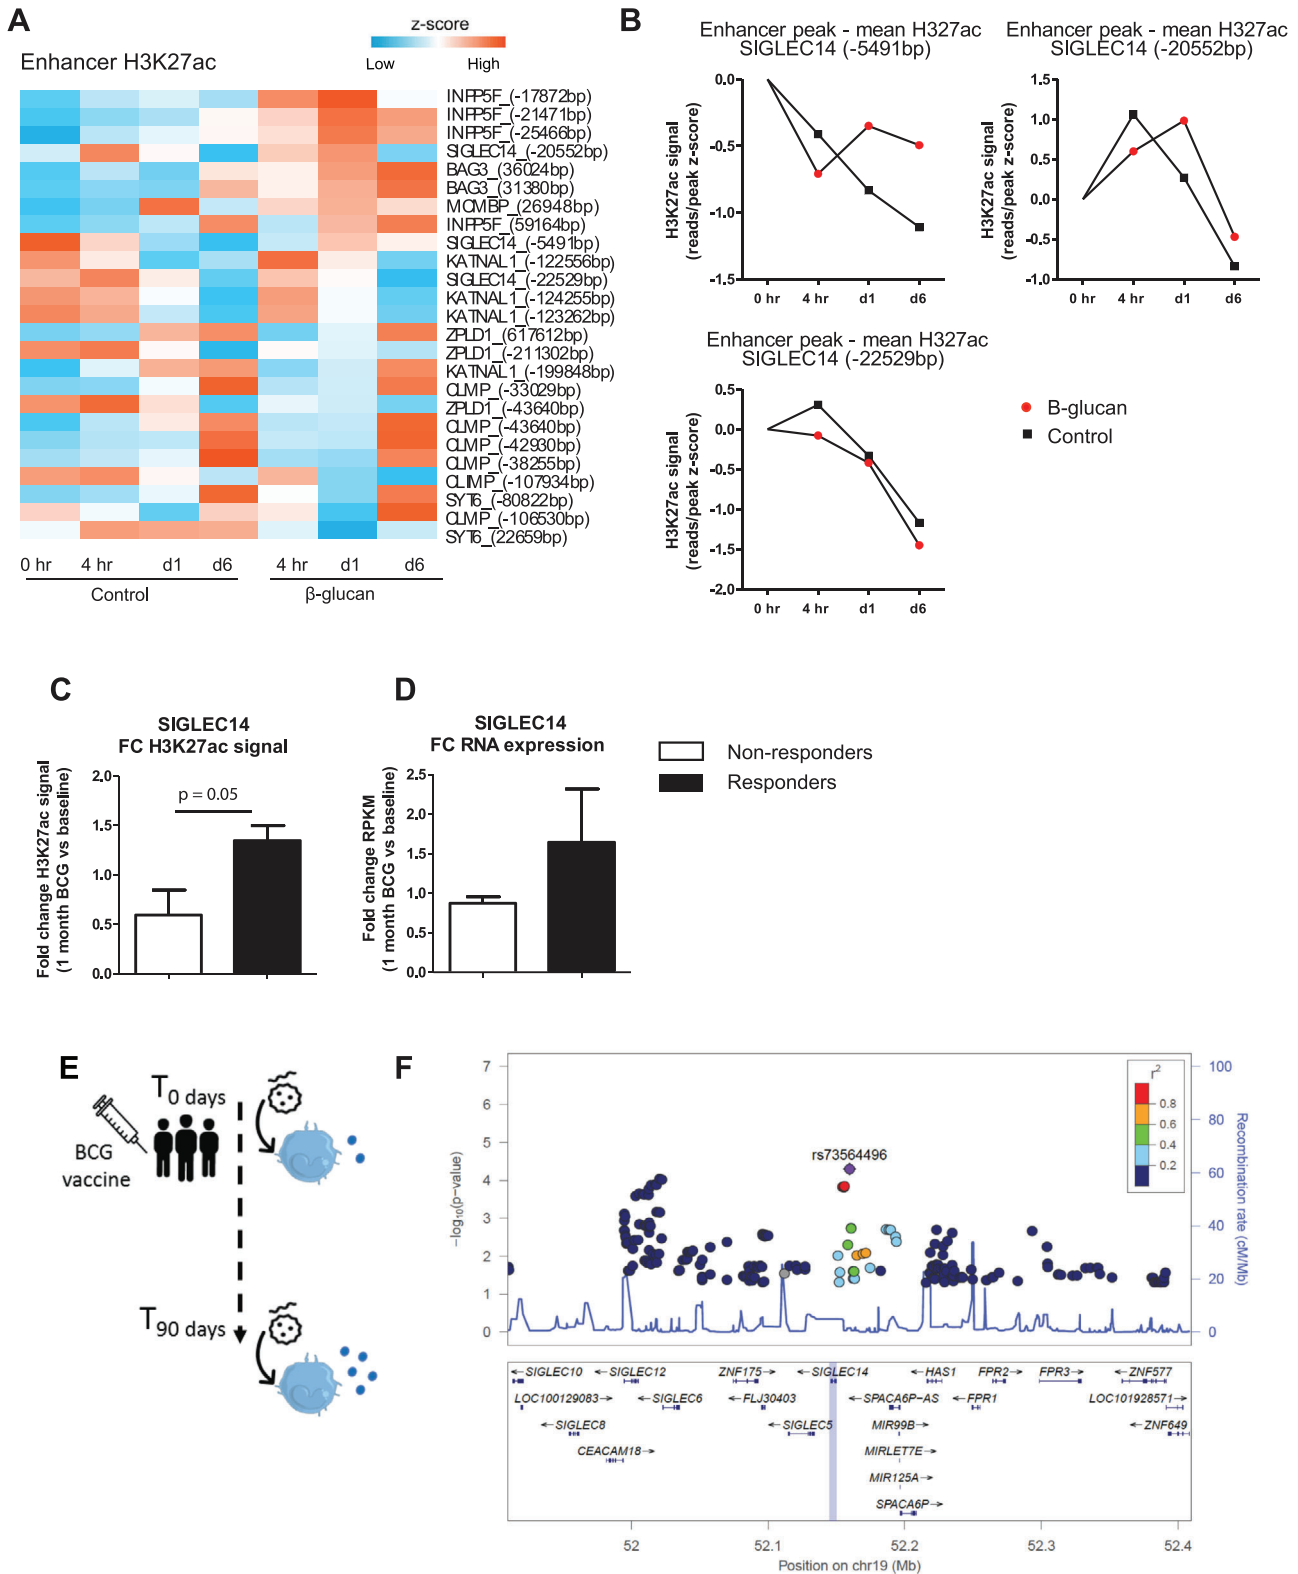 A
z-score
Low High
Enhancer H3K27ac
INPP5F_(-17872bp)
INPP5F_(-21471bp)
INPP5F_(-25466bp)
SIGLEC14_(-20552bp)
BAG3_(36024bp)
BAG3_(31380bp)
MCMBP_(26948bp)
INPP5F_(59164bp)
SIGLEC14_(-5491bp)
KATNAL1_(-122556bp)
SIGLEC14_(-22529bp)
KATNAL1_(-124255bp)
KATNAL1_(-123262bp)
ZPLD1_(617612bp)
ZPLD1_(-211302bp)
KATNAL1_(-199848bp)
CLMP_(-33029bp)
ZPLD1_(-43640bp)
CLMP_(-43640bp)
CLMP_(-42930bp)
CLMP_(-38255bp)
CLIMP_(-107934bp)
SYT6_(-80822bp)
CLMP_(-106530bp)
SYT6_(22659bp)
0 hr 4 hr d1 d6 4 hr d1 d6
Control β-glucan
B
Enhancer peak - mean H327ac
SIGLEC14 (-5491bp)
H3K27ac signal
(reads/peak z-score)
0.0
-0.5
-1.0
-1.5
0 hr 4 hr d1 d6
Enhancer peak - mean H327ac
SIGLEC14 (-20552bp)
H3K27ac signal
(reads/peak z-score)
1.5
1.0
0.5
0.0
-0.5
-1.0
0 hr 4 hr d1 d6
Enhancer peak - mean H327ac
SIGLEC14 (-22529bp)
H3K27ac signal
(reads/peak z-score)
0.5
0.0
-0.5
-1.0
-1.5
-2.0
0 hr 4 hr d1 d6
B-glucan
Control
C
SIGLEC14
FC H3K27ac signal
Fold change H3K27ac signal
(1 month BCG vs baseline)
2.0
1.5
1.0
0.5
0.0
p = 0.05
D
SIGLEC14
FC RNA expression
Fold change RPKM
(1 month BCG vs baseline)
2.5
2.0
1.5
1.0
0.5
0.0
Non-responders
Responders
E
T0 days
BCG
vaccine
T90 days
F
−log10(p−value)
7
6
5
4
3
2
1
0
rs73564496
r2
0.8
0.6
0.4
0.2
100
80
60
40
20
0
Recombination rate (cM/Mb)
←SIGLEC10 ←SIGLEC12 ZNF175→ ←SIGLEC14 ←HAS1 FPR2→ FPR3→ ←ZNF577
LOC100129083→ ←SIGLEC6 ←FLJ30403 ←SPACA6P−AS ←FPR1 LOC101928571→
←SIGLEC8 ←SIGLEC5 MIR99B→ ←ZNF649
CEACAM18→ MIRLET7E→
MIR125A→
SPACA6P→
52 52.1 52.2 52.3 52.4
Position on chr19 (Mb)